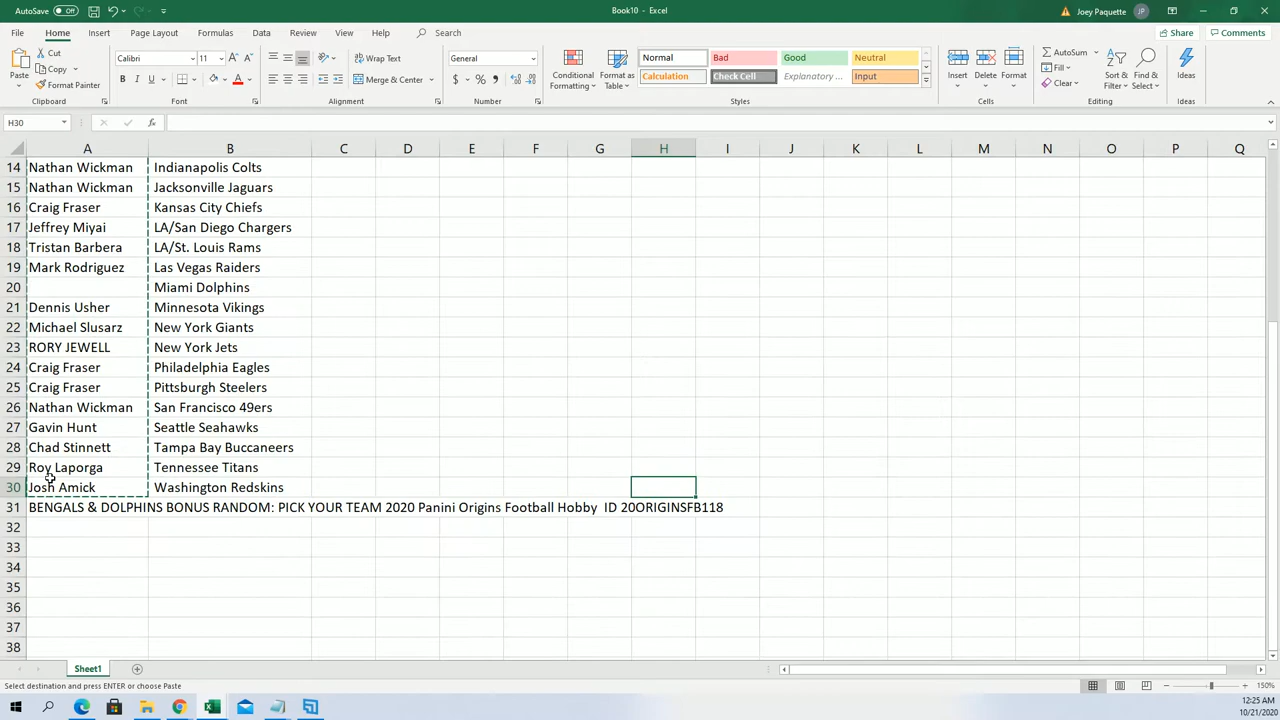 AutoSave Off Book10 - Excel Joey Paquette JP
File Home Insert Page Layout Formulas Data Review View Help Search Share Comments
Paste Cut Copy Format Painter Clipboard
Calibri 11 B I U Font
Wrap Text Merge & Center Alignment
General $ % Number
Conditional Formatting Format as Table Normal Bad Good Neutral Calculation Check Cell Explanatory ... Input Styles
Insert Delete Format Cells
AutoSum Fill Clear Sort & Filter Find & Select Editing
Ideas Ideas
H30 fx
A B C D E F G H I J K L M N O P Q
14 Nathan Wickman Indianapolis Colts
15 Nathan Wickman Jacksonville Jaguars
16 Craig Fraser Kansas City Chiefs
17 Jeffrey Miyai LA/San Diego Chargers
18 Tristan Barbera LA/St. Louis Rams
19 Mark Rodriguez Las Vegas Raiders
20 Miami Dolphins
21 Dennis Usher Minnesota Vikings
22 Michael Slusarz New York Giants
23 RORY JEWELL New York Jets
24 Craig Fraser Philadelphia Eagles
25 Craig Fraser Pittsburgh Steelers
26 Nathan Wickman San Francisco 49ers
27 Gavin Hunt Seattle Seahawks
28 Chad Stinnett Tampa Bay Buccaneers
29 Roy Laporga Tennessee Titans
30 Josh Amick Washington Redskins
31 BENGALS & DOLPHINS BONUS RANDOM: PICK YOUR TEAM 2020 Panini Origins Football Hobby ID 20ORIGINSFB118
32
33
34
35
36
37
38
Sheet1
Select destination and press ENTER or choose Paste 150%
12:25 AM
10/21/2020